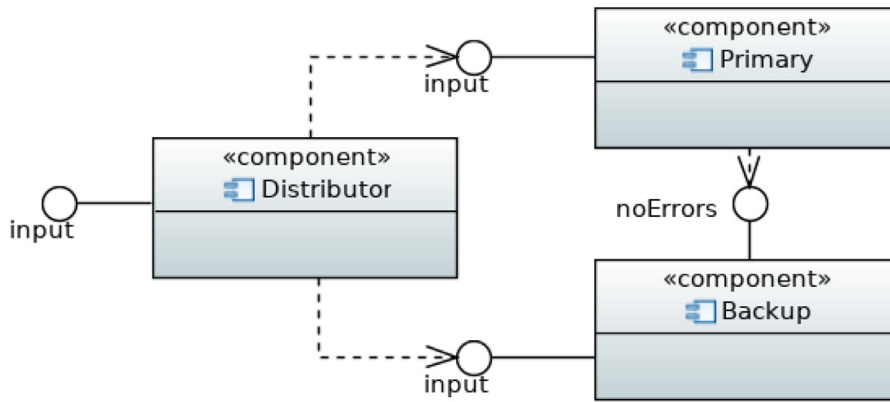 «component»
Primary
input
«component»
Distributor
input
noErrors
«component»
Backup
input